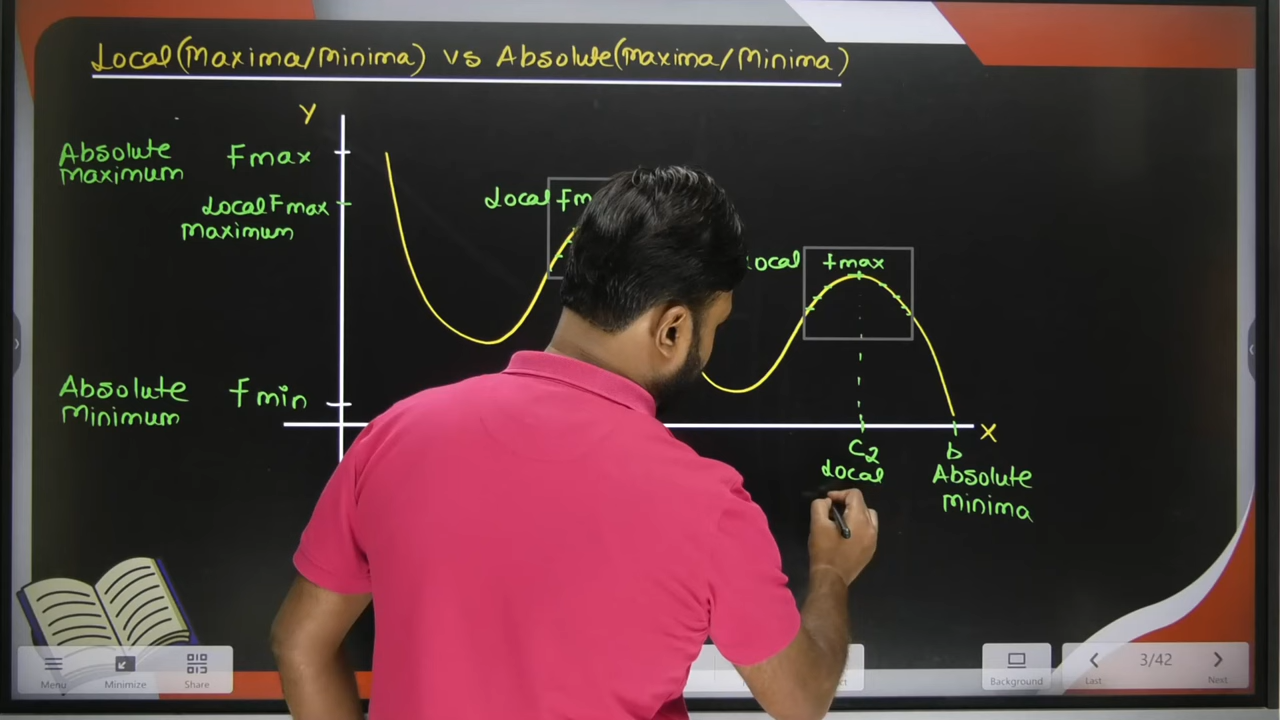 Local(Maxima/Minima) vs Absolute(Maxima/Minima)
Y
Absolute Fmax
Maximum
Local Fmax
Maximum
Local
Local fmax
Absolute fmin
Minimum
X
C2
Local
b
Absolute
Minima
Menu
Minimize
Share
Background
Last
3/42
Next